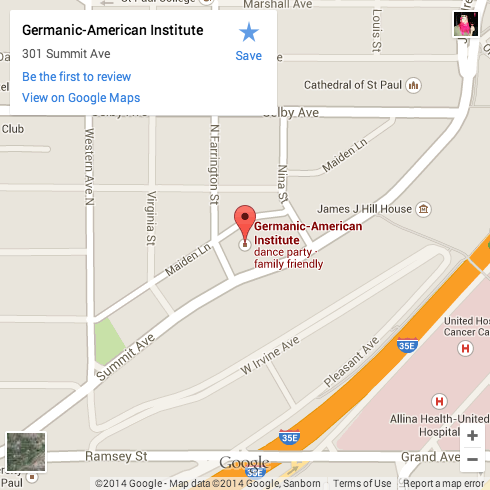 St Paul College
Marshall Ave
Germanic-American Institute
301 Summit Ave
Save
Be the first to review
View on Google Maps
Louis St
Cathedral of St Paul
Selby Ave
Club
Western Ave N
Virginia St
N Farrington St
Nina St
Maiden Ln
James J Hill House
Germanic-American
Institute
dance party -
family friendly
Maiden Ln
Summit Ave
W Irvine Ave
Pleasant Ave
35E
United Hos
Cancer Ca
H
H
Allina Health-United
Hospital
35E
35E
Ramsey St
Google
Grand Ave
+
−
©2014 Google - Map data ©2014 Google, Sanborn
Terms of Use
Report a map error